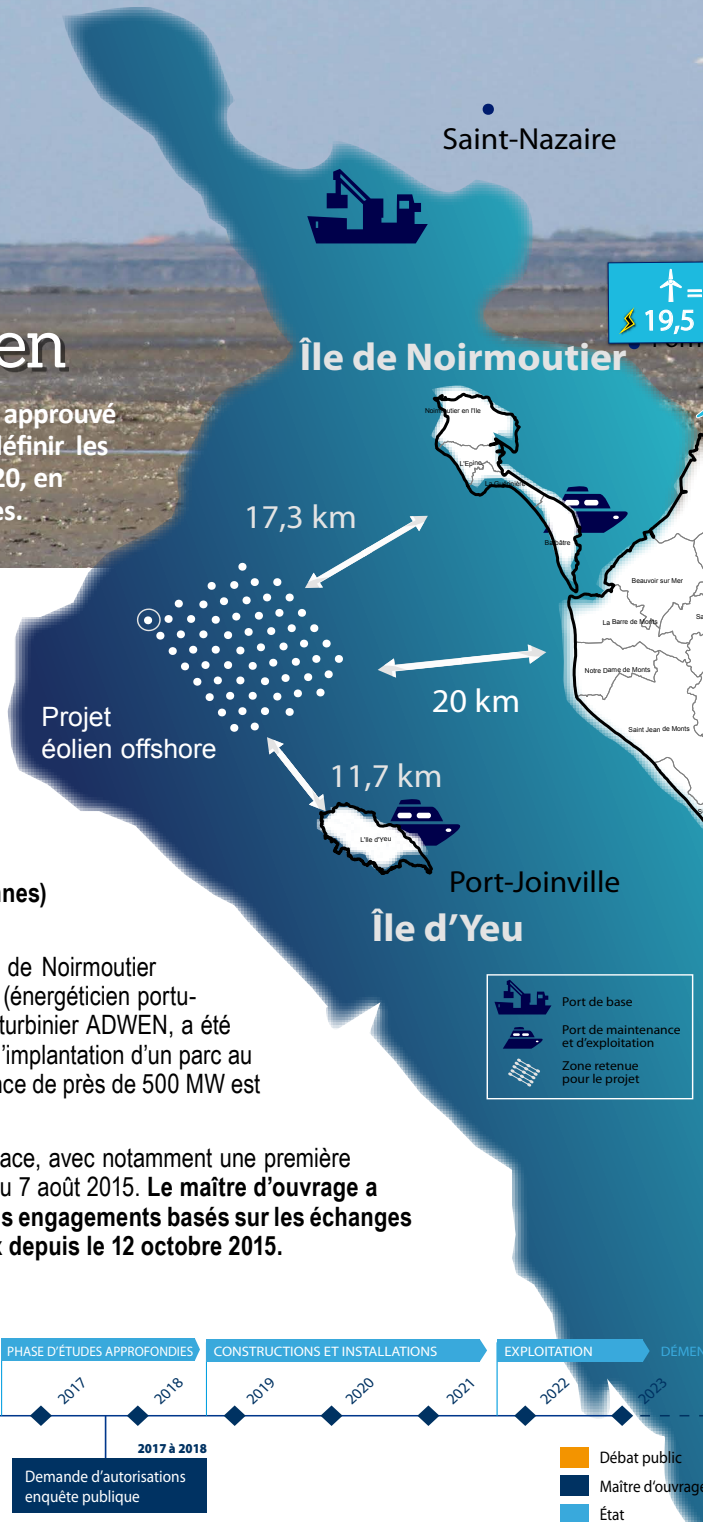 Saint-Nazaire
=
19,5
en
Île de Noirmoutier
approuvé
éfinir les
20, en
es.
Noirmoutier en l'Ile
L'Epine
La Guérinière
Barbâtre
17,3 km
Beauvoir sur Mer
La Barre de Monts
Sa
Notre Dame de Monts
20 km
Projet
éolien offshore
Saint Jean de Monts
11,7 km
L'Ile d'Yeu
Port-Joinville
Île d'Yeu
nnes)
de Noirmoutier
(énergéticien portu-
turbinier ADWEN, a été
l'implantation d'un parc au
nce de près de 500 MW est
Port de base
Port de maintenance
et d'exploitation
Zone retenue
pour le projet
ace, avec notamment une première
u 7 août 2015. Le maître d'ouvrage a
s engagements basés sur les échanges
x depuis le 12 octobre 2015.
PHASE D'ÉTUDES APPROFONDIES CONSTRUCTIONS ET INSTALLATIONS EXPLOITATION DÉMEN
2017 2018 2019 2020 2021 2022 2023
2017 à 2018
Demande d'autorisations
enquête publique
Débat public
Maître d'ouvrage
État